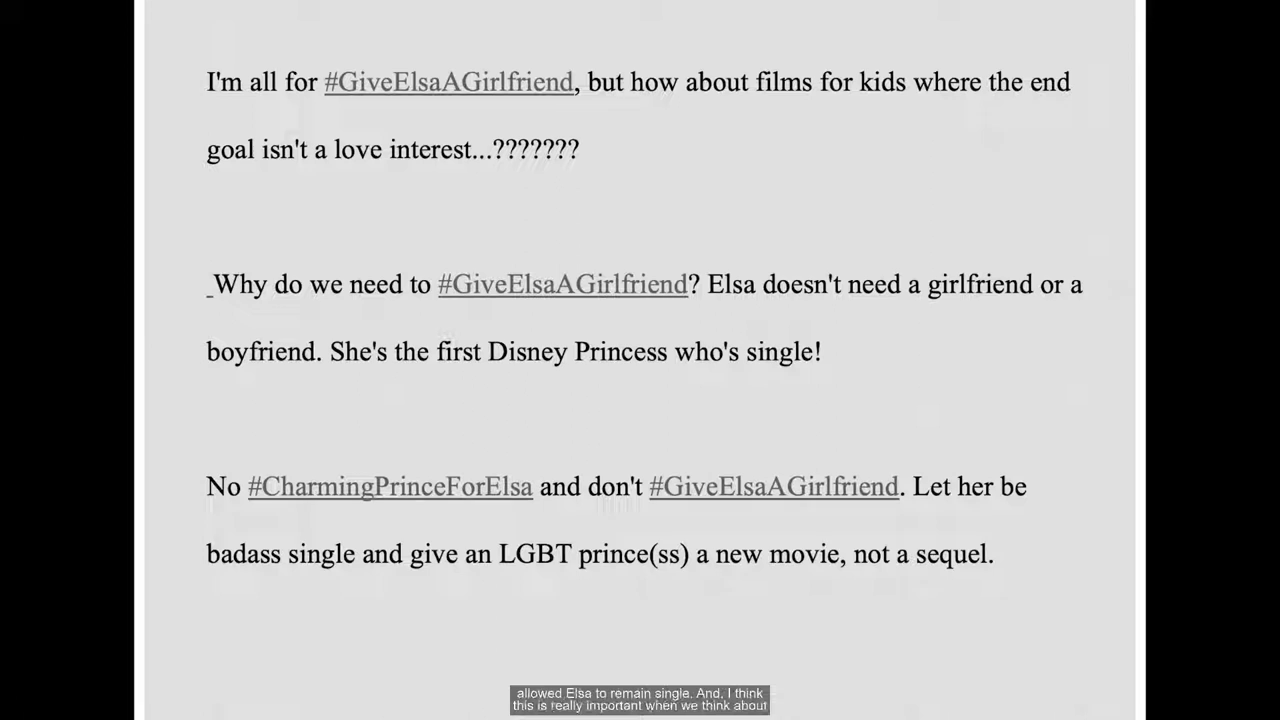 I'm all for #GiveElsaAGirlfriend, but how about films for kids where the end
goal isn't a love interest...???????
Why do we need to #GiveElsaAGirlfriend? Elsa doesn't need a girlfriend or a
boyfriend. She's the first Disney Princess who's single!
No #CharmingPrinceForElsa and don't #GiveElsaAGirlfriend. Let her be
badass single and give an LGBT prince(ss) a new movie, not a sequel.
allowed Elsa to remain single. And, I think
this is really important when we think about